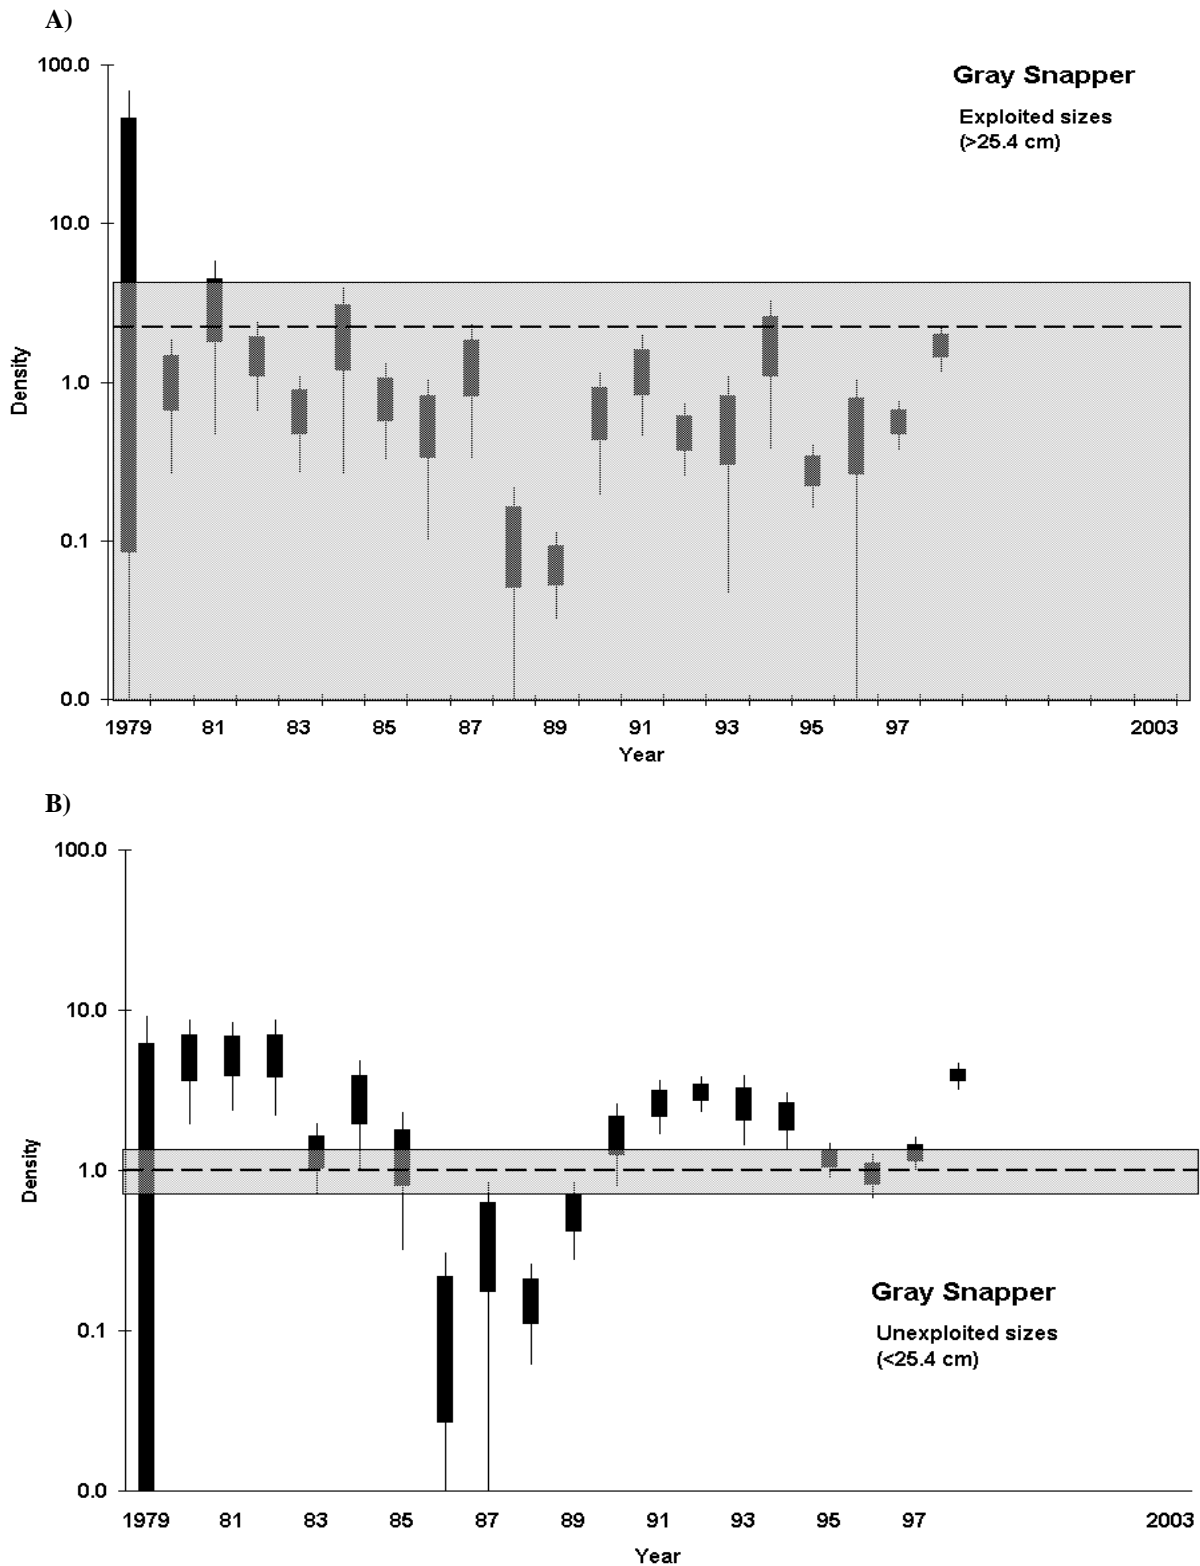 A)
100.0
Gray Snapper
Exploited sizes
(>25.4 cm)
10.0
Density
1.0
0.1
0.0
1979 81 83 85 87 89 91 93 95 97 2003
Year
B)
100.0
10.0
Density
1.0
Gray Snapper
0.1
Unexploited sizes
(<25.4 cm)
0.0
1979 81 83 85 87 89 91 93 95 97 2003
Year